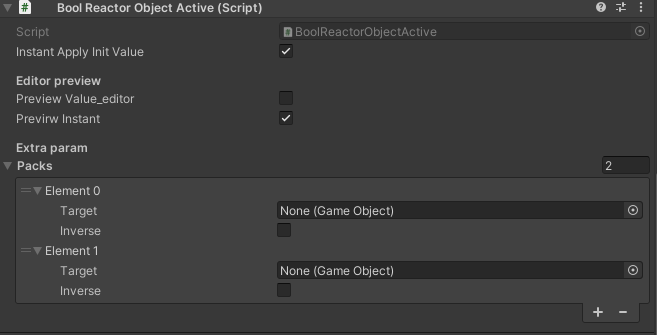 Bool Reactor Object Active (Script)
Script BoolReactorObjectActive
Instant Apply Init Value
Editor preview
Preview Value_editor
Previrw Instant
Extra param
Packs 2
Element 0
Target None (Game Object)
Inverse
Element 1
Target None (Game Object)
Inverse
+ −